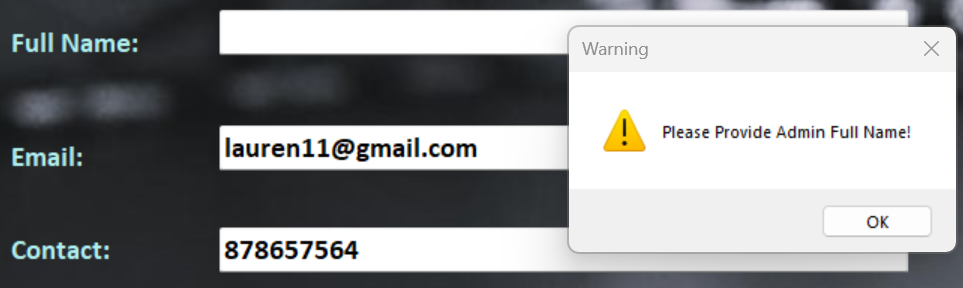 Full Name:
Warning
Please Provide Admin Full Name!
Email:
lauren11@gmail.com
OK
Contact:
878657564